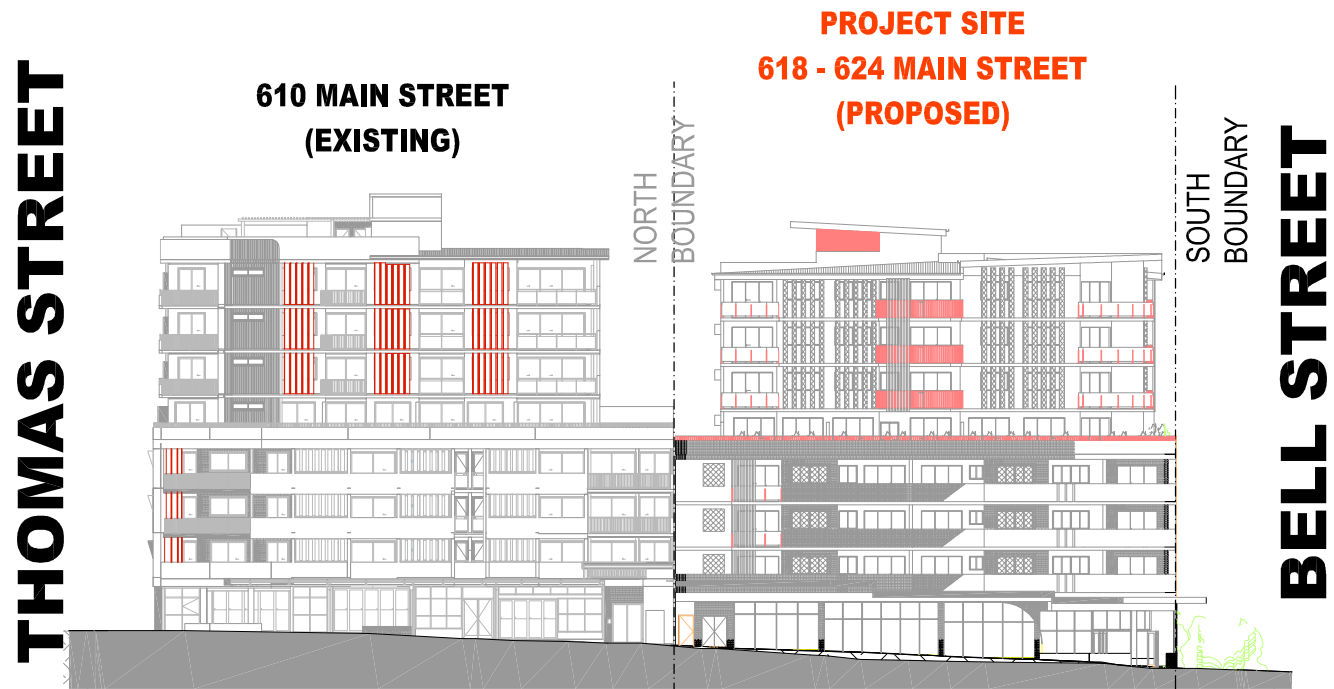 THOMAS STREET
610 MAIN STREET
(EXISTING)
NORTH
BOUNDARY
PROJECT SITE
618 - 624 MAIN STREET
(PROPOSED)
SOUTH
BOUNDARY
BELL STREET